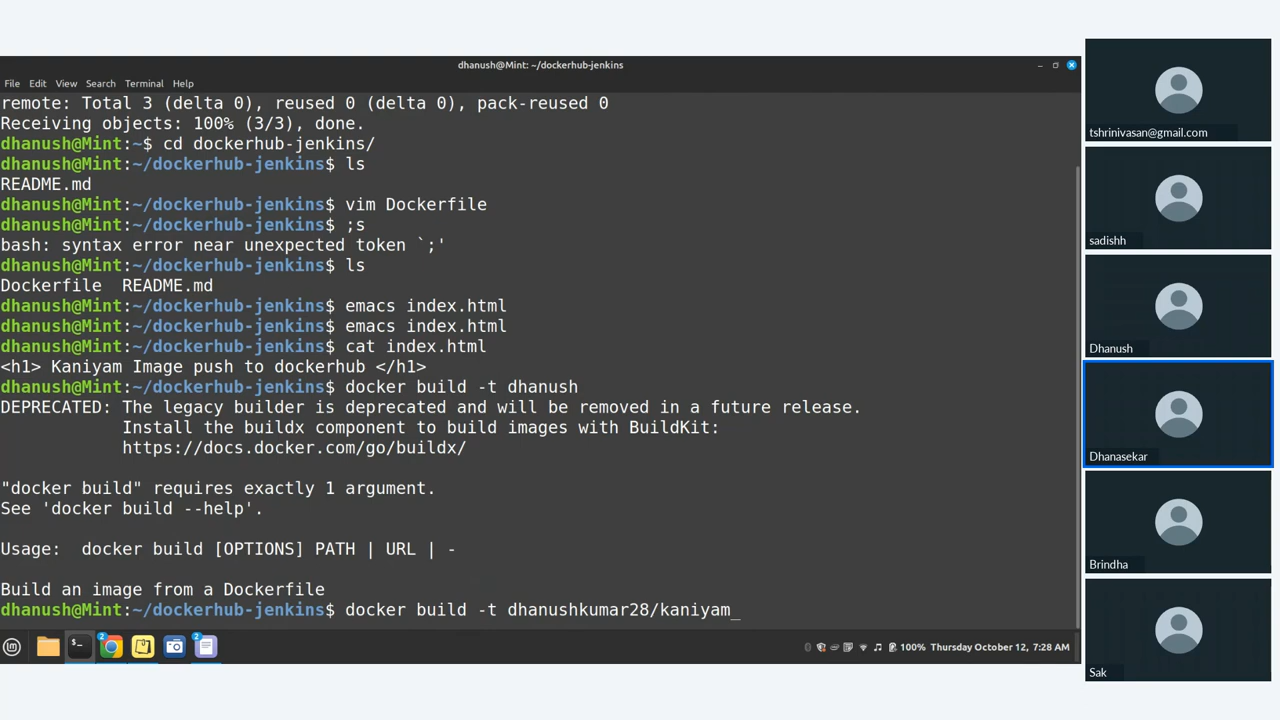 dhanush@Mint: ~/dockerhub-jenkins
File Edit View Search Terminal Help
remote: Total 3 (delta 0), reused 0 (delta 0), pack-reused 0
Receiving objects: 100% (3/3), done.
dhanush@Mint:~$ cd dockerhub-jenkins/
dhanush@Mint:~/dockerhub-jenkins$ ls
README.md
dhanush@Mint:~/dockerhub-jenkins$ vim Dockerfile
dhanush@Mint:~/dockerhub-jenkins$ ;s
bash: syntax error near unexpected token `;'
dhanush@Mint:~/dockerhub-jenkins$ ls
Dockerfile  README.md
dhanush@Mint:~/dockerhub-jenkins$ emacs index.html
dhanush@Mint:~/dockerhub-jenkins$ emacs index.html
dhanush@Mint:~/dockerhub-jenkins$ cat index.html
<h1> Kaniyam Image push to dockerhub </h1>
dhanush@Mint:~/dockerhub-jenkins$ docker build -t dhanush
DEPRECATED: The legacy builder is deprecated and will be removed in a future release.
            Install the buildx component to build images with BuildKit:
            https://docs.docker.com/go/buildx/
"docker build" requires exactly 1 argument.
See 'docker build --help'.
Usage:  docker build [OPTIONS] PATH | URL | -
Build an image from a Dockerfile
dhanush@Mint:~/dockerhub-jenkins$ docker build -t dhanushkumar28/kaniyam_
2
2
100% Thursday October 12, 7:28 AM
tshrinivasan@gmail.com
sadishh
Dhanush
Dhanasekar
Brindha
Sak